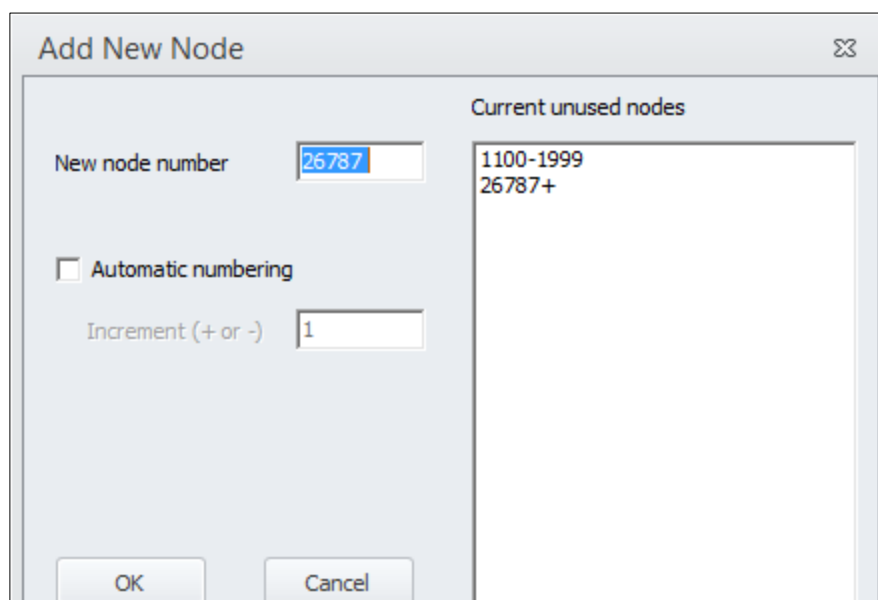 Add New Node
Current unused nodes
New node number
26787
1100-1999
26787+
Automatic numbering
Increment (+ or -)
1
OK
Cancel